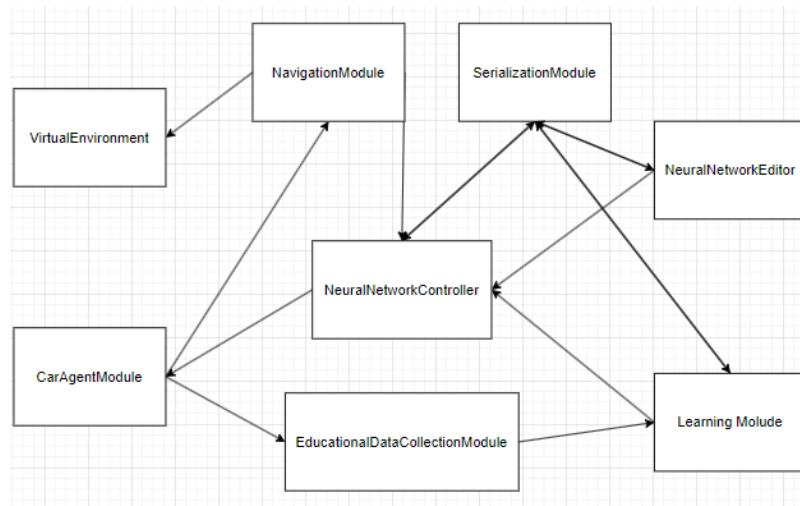 NavigationModule
SerializationModule
VirtualEnvironment
NeuralNetworkEditor
NeuralNetworkController
CarAgentModule
EducationalDataCollectionModule
Learning Molude